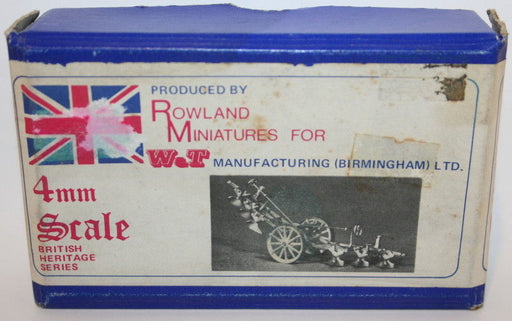 PRODUCED BY
ROWLAND
MINIATURES FOR
W&T MANUFACTURING (BIRMINGHAM) LTD.
4mm
Scale
BRITISH
HERITAGE
SERIES